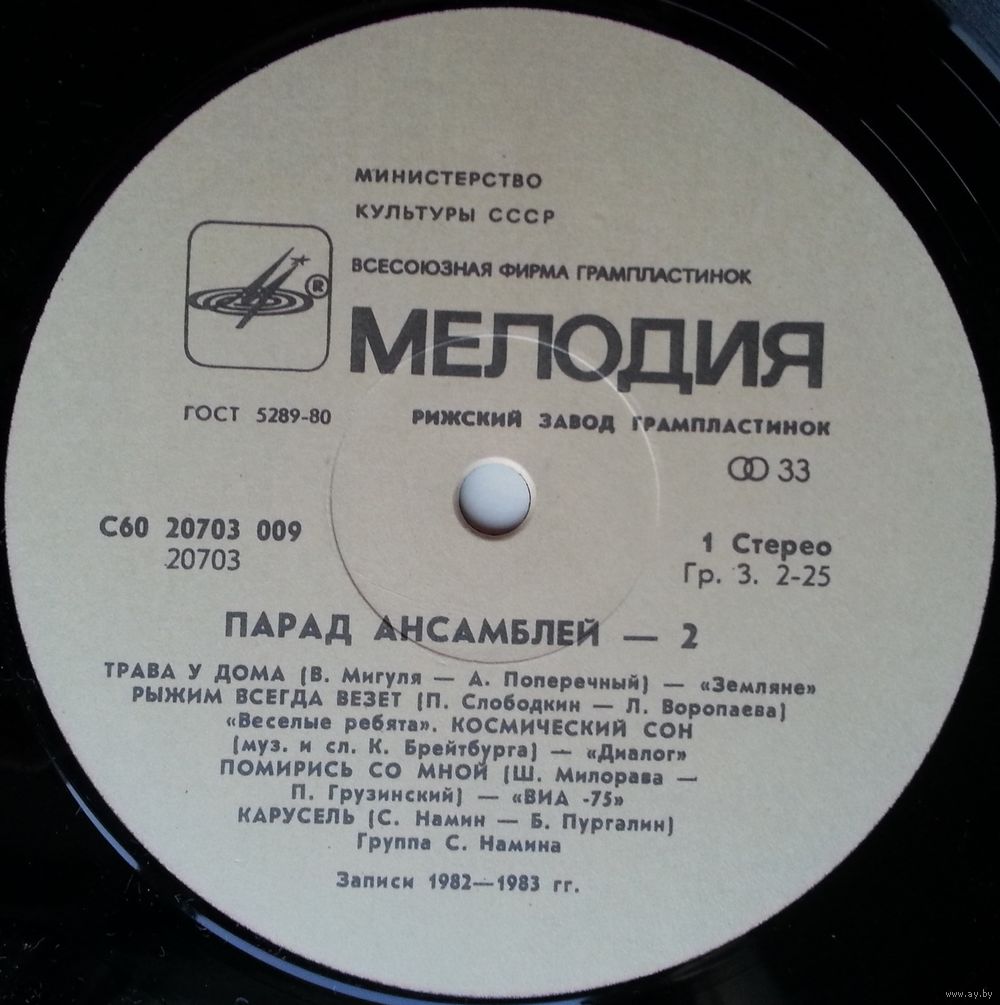 МИНИСТЕРСТВО
КУЛЬТУРЫ СССР
ВСЕСОЮЗНАЯ ФИРМА ГРАМПЛАСТИНОК
®
МЕЛОДИЯ
ГОСТ 5289-80
РИЖСКИЙ ЗАВОД ГРАМПЛАСТИНОК
33
С60 20703 009
20703
1 Стерео
Гр. 3. 2-25
ПАРАД АНСАМБЛЕЙ — 2
ТРАВА У ДОМА (В. Мигуля — А. Поперечный) — «Земляне»
РЫЖИМ ВСЕГДА ВЕЗЕТ (П. Слободкин — Л. Воропаева)
«Веселые ребята». КОСМИЧЕСКИЙ СОН
(муз. и сл. К. Брейтбурга) — «Диалог»
ПОМИРИСЬ СО МНОЙ (Ш. Милорава —
П. Грузинский) — «ВИА -75»
КАРУСЕЛЬ (С. Намин — Б. Пургалин)
Группа С. Намина
Записи 1982—1983 гг.
www.ay.by